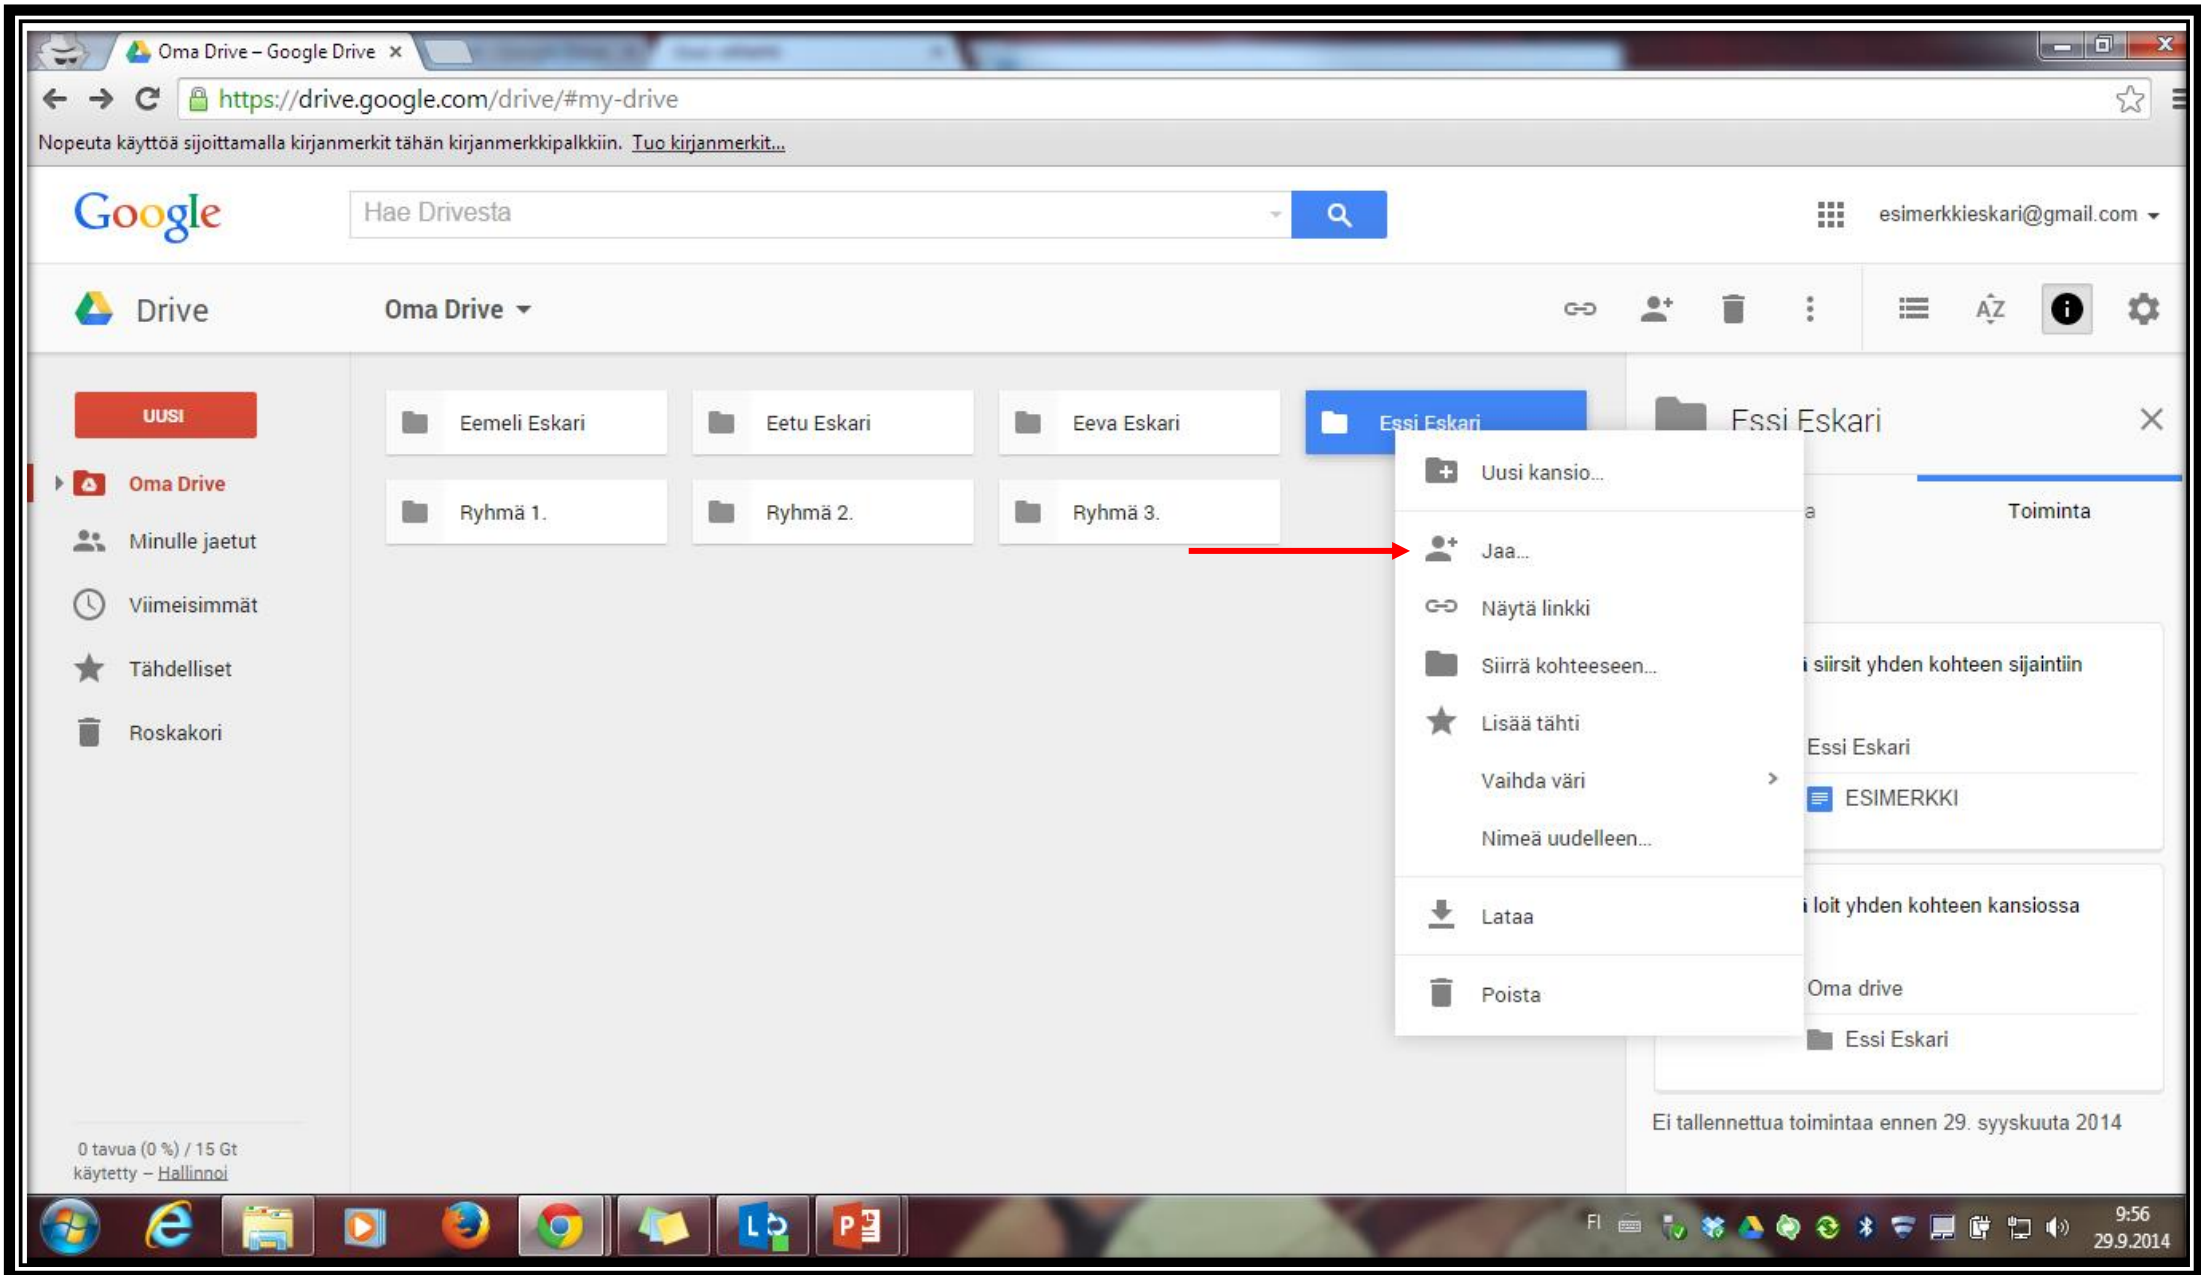 Oma Drive – Google Drive
https://drive.google.com/drive/#my-drive
Nopeuta käyttöä sijoittamalla kirjanmerkit tähän kirjanmerkkipalkkiin. Tuo kirjanmerkit...
Google
Hae Drivesta
esimerkkieskari@gmail.com
Drive
Oma Drive
AZ
UUSI
Oma Drive
Minulle jaetut
Viimeisimmät
Tähdelliset
Roskakori
0 tavua (0 %) / 15 Gt
käytetty – Hallinnoi
Eemeli Eskari
Eetu Eskari
Eeva Eskari
Essi Eskari
Ryhmä 1.
Ryhmä 2.
Ryhmä 3.
Uusi kansio...
Jaa...
Näytä linkki
Siirrä kohteeseen...
Lisää tähti
Vaihda väri
Nimeä uudelleen...
Lataa
Poista
Essi Eskari
Toiminta
siirsit yhden kohteen sijaintiin
Essi Eskari
ESIMERKKI
loit yhden kohteen kansiossa
Oma drive
Essi Eskari
Ei tallennettua toimintaa ennen 29. syyskuuta 2014
FI
9:56
29.9.2014